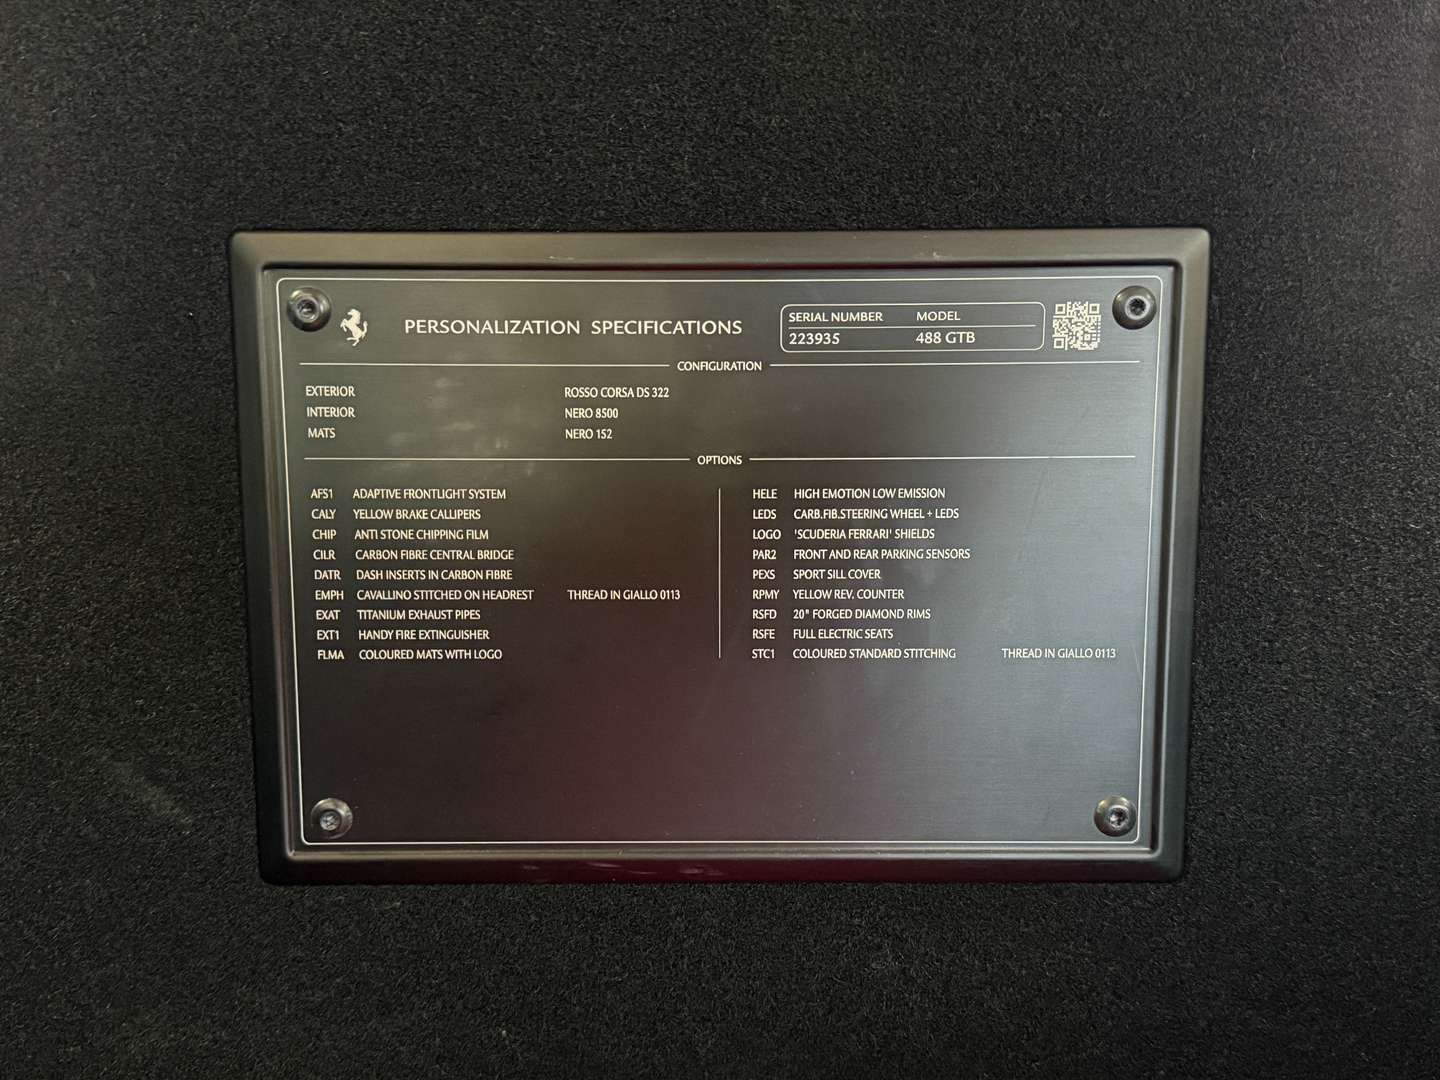 PERSONALIZATION SPECIFICATIONS
SERIAL NUMBER MODEL
223935 488 GTB
CONFIGURATION
EXTERIOR ROSSO CORSA DS 322
INTERIOR NERO 8500
MATS NERO 1S2
OPTIONS
AFS1 ADAPTIVE FRONTLIGHT SYSTEM
CALY YELLOW BRAKE CALLIPERS
CHIP ANTI STONE CHIPPING FILM
CILR CARBON FIBRE CENTRAL BRIDGE
DATR DASH INSERTS IN CARBON FIBRE
EMPH CAVALLINO STITCHED ON HEADREST THREAD IN GIALLO 0113
EXAT TITANIUM EXHAUST PIPES
EXT1 HANDY FIRE EXTINGUISHER
FLMA COLOURED MATS WITH LOGO
HELE HIGH EMOTION LOW EMISSION
LEDS CARB.FIB.STEERING WHEEL + LEDS
LOGO 'SCUDERIA FERRARI' SHIELDS
PAR2 FRONT AND REAR PARKING SENSORS
PEXS SPORT SILL COVER
RPMY YELLOW REV. COUNTER
RSFD 20" FORGED DIAMOND RIMS
RSFE FULL ELECTRIC SEATS
STC1 COLOURED STANDARD STITCHING THREAD IN GIALLO 0113